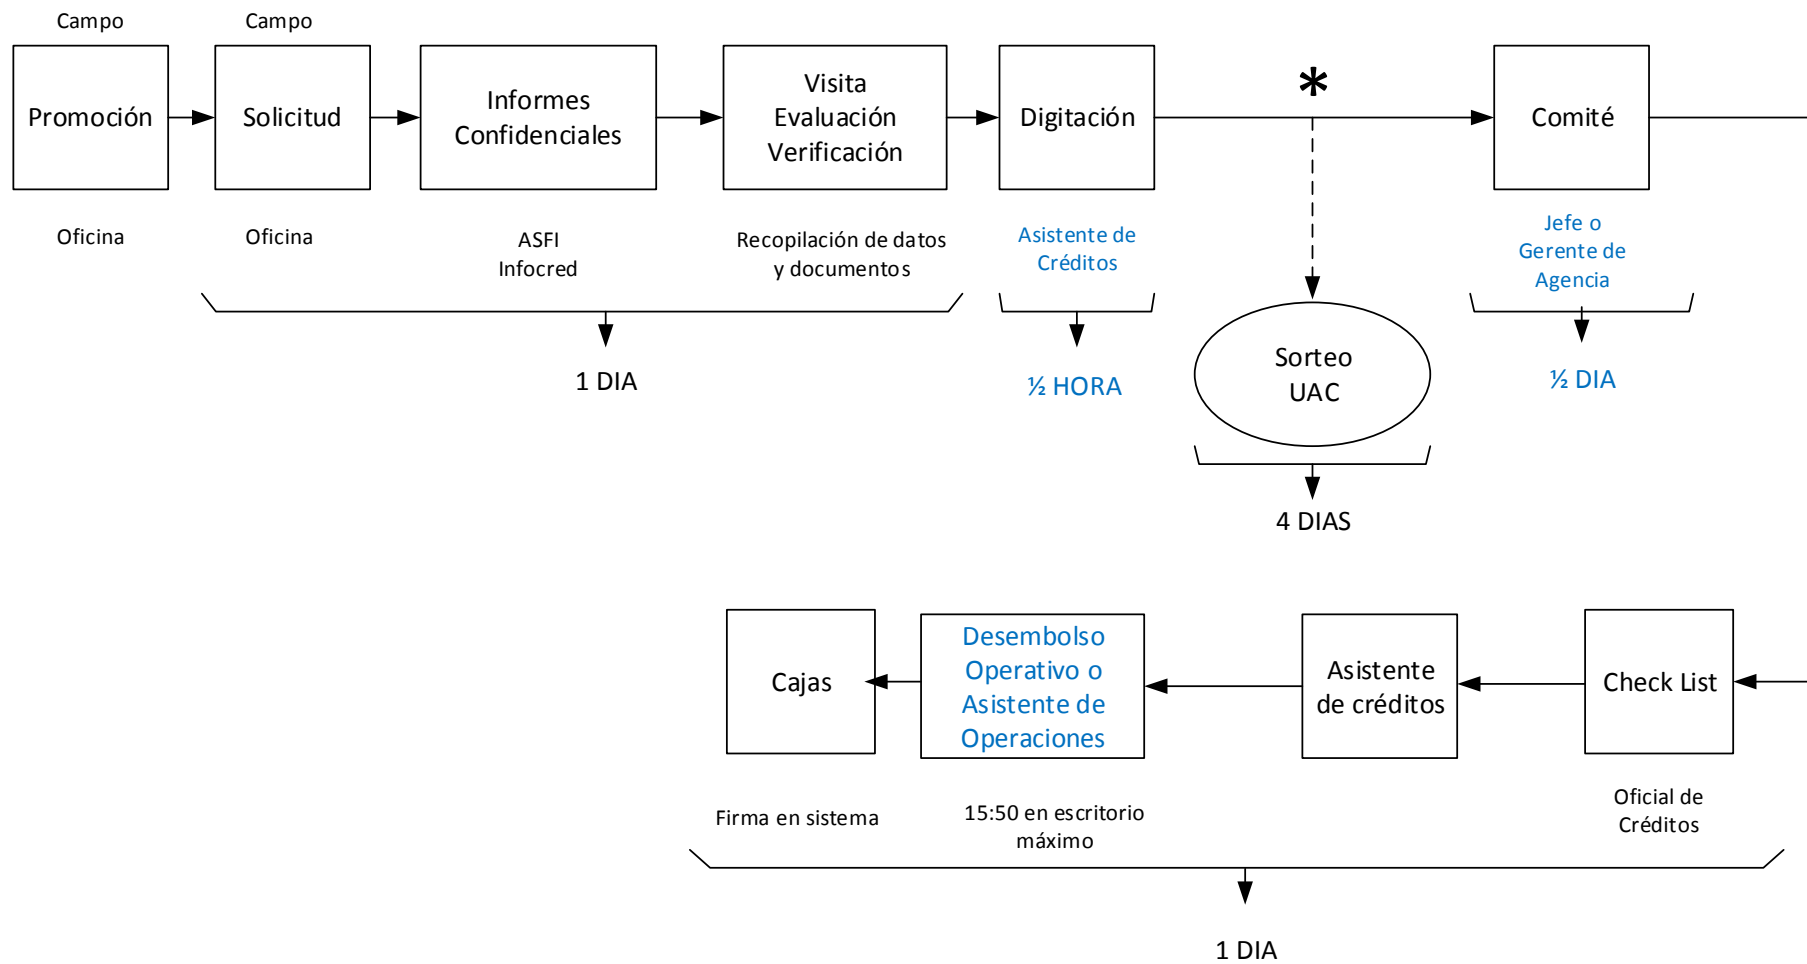 Campo
Campo
Promoción
Solicitud
Informes
Confidenciales
Visita
Evaluación
Verificación
Digitación
*
Comité
Oficina
Oficina
ASFI
Infocred
Recopilación de datos
y documentos
Asistente de
Créditos
Jefe o
Gerente de
Agencia
1 DIA
½ HORA
Sorteo
UAC
½ DIA
4 DIAS
Cajas
Desembolso
Operativo o
Asistente de
Operaciones
Asistente
de créditos
Check List
Firma en sistema
15:50 en escritorio
máximo
Oficial de
Créditos
1 DIA